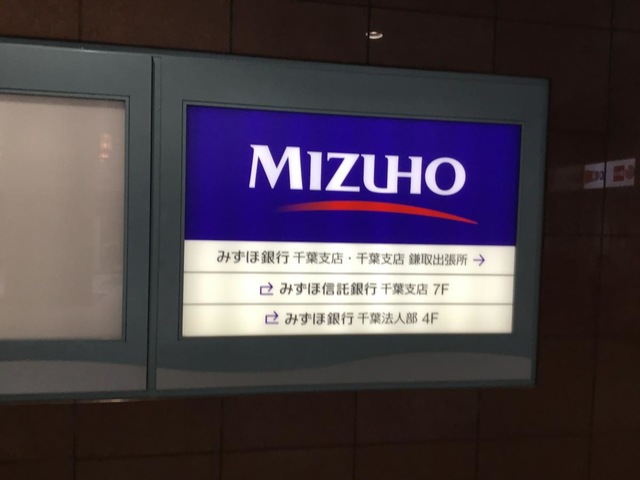 MIZUHO
みずほ銀行 千葉支店・千葉支店 鎌取出張所 →
みずほ信託銀行 千葉支店 7F
みずほ銀行 千葉法人部 4F